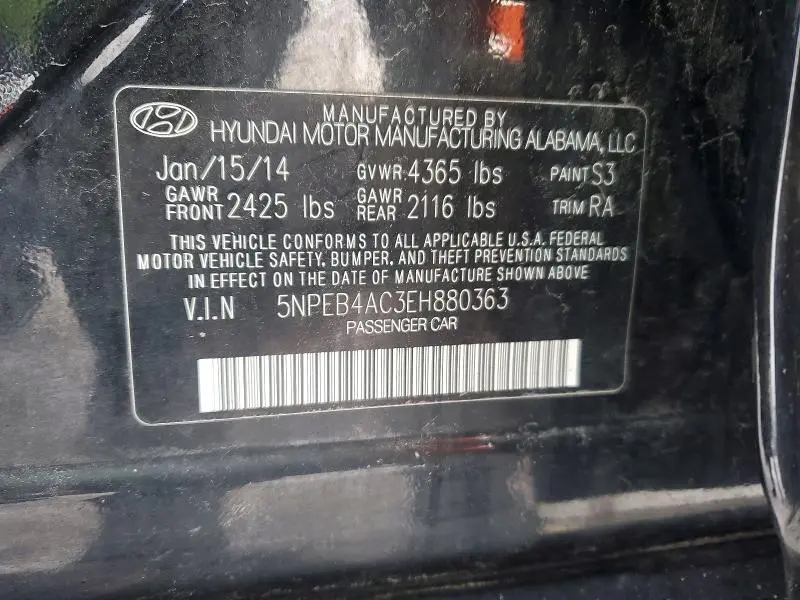 MANUFACTURED BY
HYUNDAI MOTOR MANUFACTURING ALABAMA, LLC
Jan/15/14 GVWR 4365 lbs PAINT S3
GAWR FRONT 2425 lbs GAWR REAR 2116 lbs TRIM RA
THIS VEHICLE CONFORMS TO ALL APPLICABLE U.S.A. FEDERAL
MOTOR VEHICLE SAFETY, BUMPER, AND THEFT PREVENTION STANDARDS
IN EFFECT ON THE DATE OF MANUFACTURE SHOWN ABOVE
V.I.N 5NPEB4AC3EH880363
PASSENGER CAR